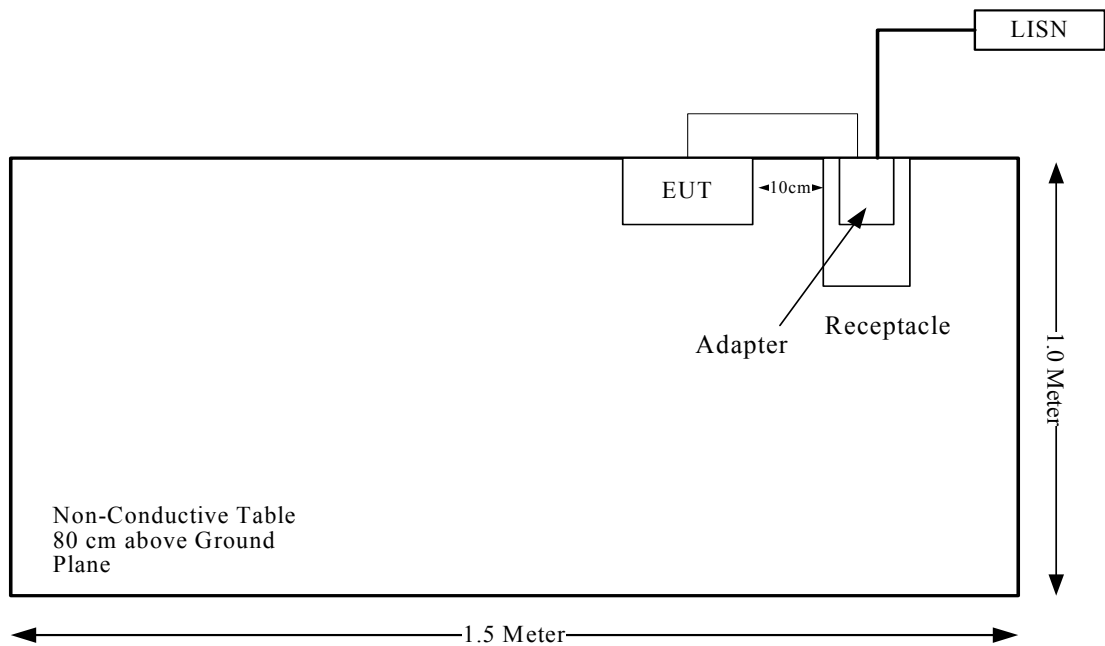 LISN
EUT
10cm
Adapter
Receptacle
1.0 Meter
Non-Conductive Table
80 cm above Ground
Plane
1.5 Meter